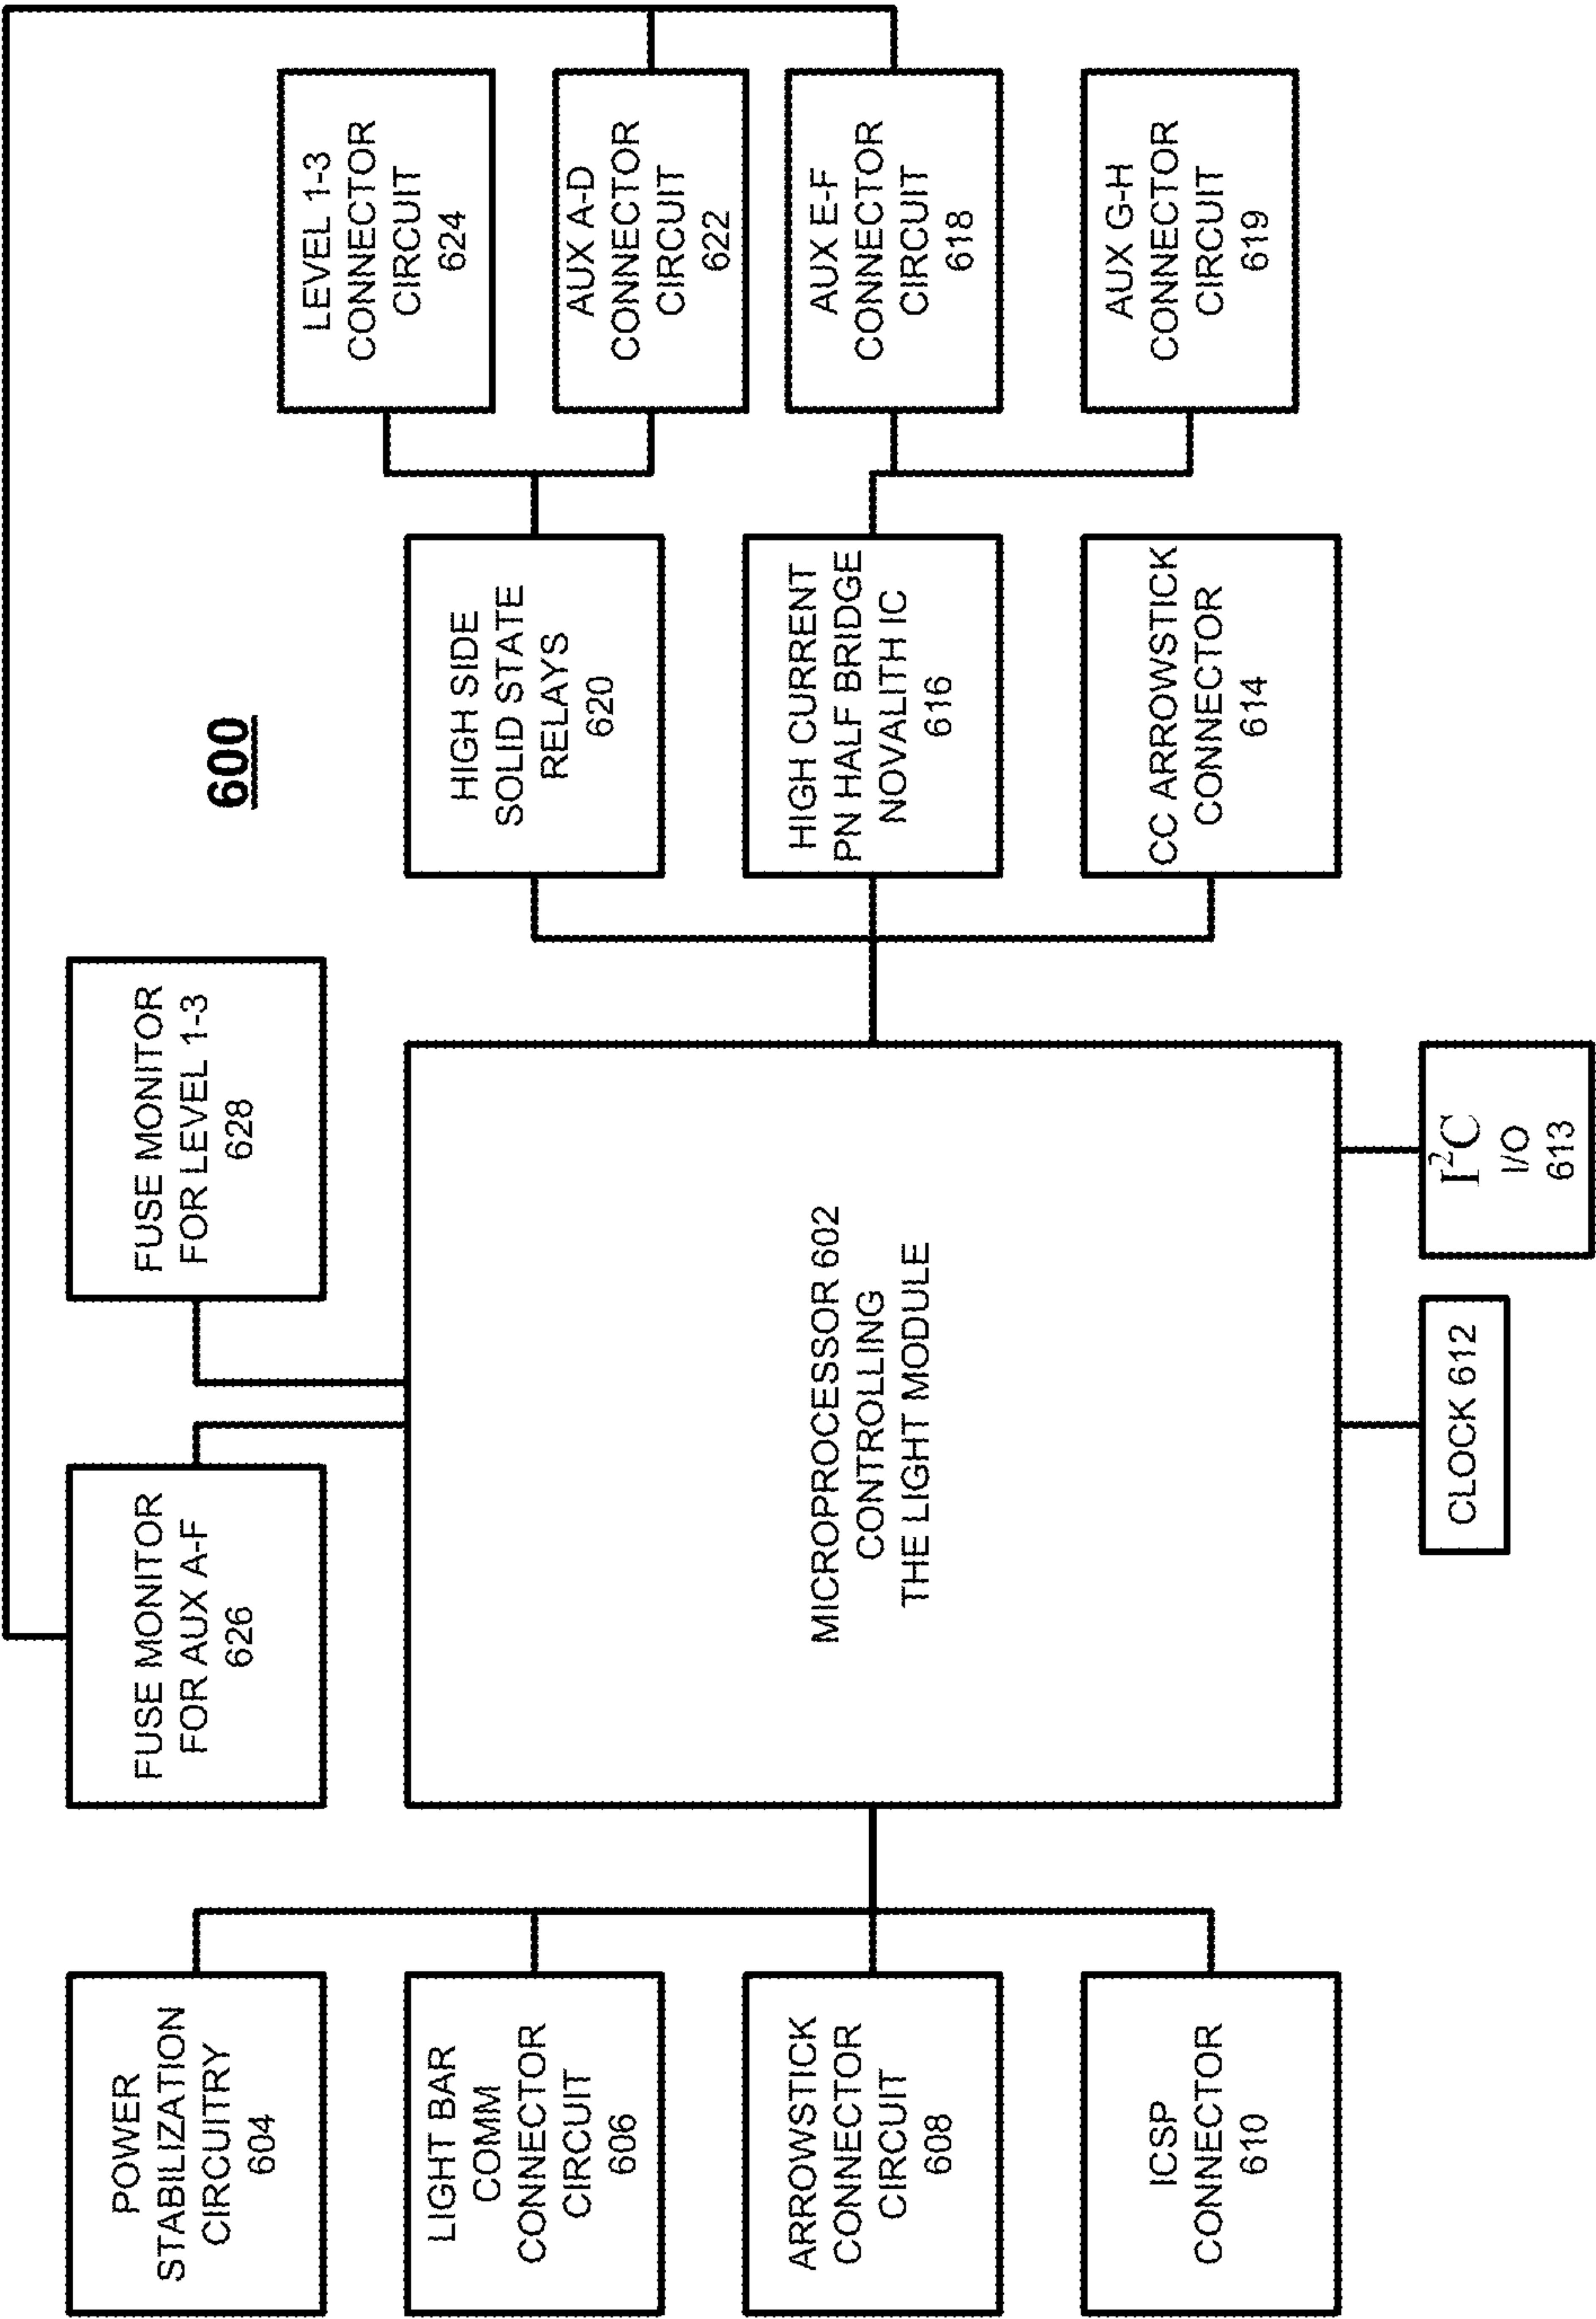 600
FUSE MONITOR
FOR AUX A-F
626
FUSE MONITOR
FOR LEVEL 1-3
628
POWER
STABILIZATION
CIRCUITRY
604
LIGHT BAR
COMM
CONNECTOR
CIRCUIT
606
ARROWSTICK
CONNECTOR
CIRCUIT
608
ICSP
CONNECTOR
610
MICROPROCESSOR 602
CONTROLLING
THE LIGHT MODULE
CLOCK 612
I²C
I/O
613
HIGH SIDE
SOLID STATE
RELAYS
620
HIGH CURRENT
PN HALF BRIDGE
NOVALITH IC
616
CC ARROWSTICK
CONNECTOR
614
LEVEL 1-3
CONNECTOR
CIRCUIT
624
AUX A-D
CONNECTOR
CIRCUIT
622
AUX E-F
CONNECTOR
CIRCUIT
618
AUX G-H
CONNECTOR
CIRCUIT
619